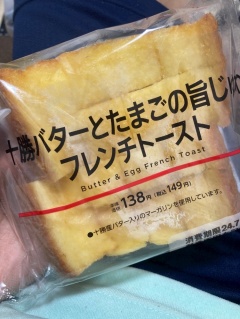 十勝バターとたまごの旨じ
フレンチトースト
Butter & Egg French Toast
138円(税込149円)
●十勝産バター入りのマーガリンを使用しています。
消費期限24.7